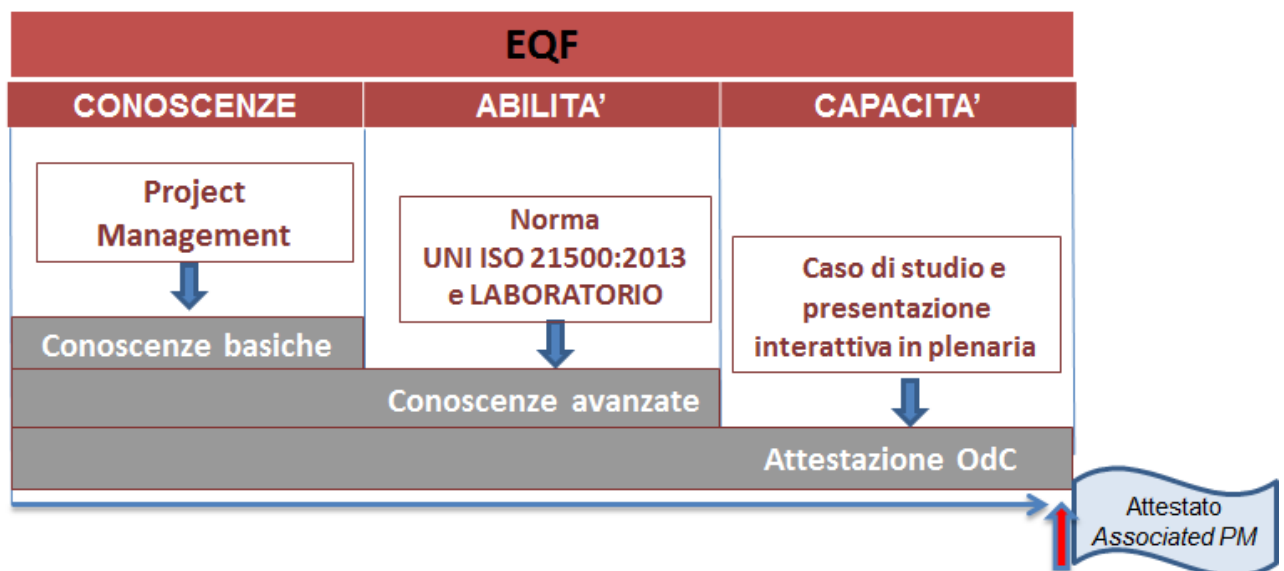 EQF
CONOSCENZE
ABILITA’
CAPACITA’
Project
Management
Norma
UNI ISO 21500:2013
e LABORATORIO
Caso di studio e
presentazione
interattiva in plenaria
Conoscenze basiche
Conoscenze avanzate
Attestazione OdC
Attestato
Associated PM